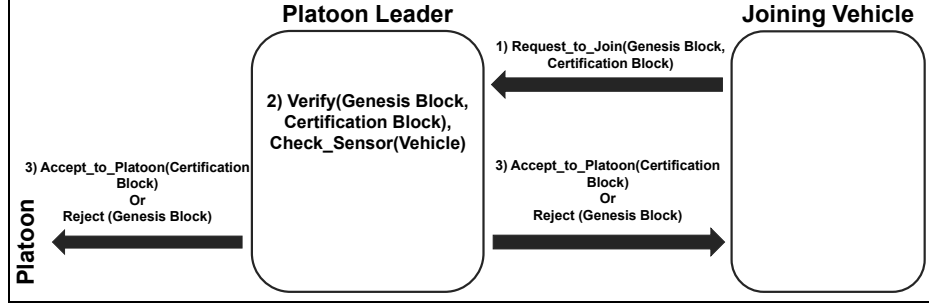 Platoon Leader
Joining Vehicle
1) Request_to_Join(Genesis Block,
Certification Block)
2) Verify(Genesis Block,
Certification Block),
Check_Sensor(Vehicle)
3) Accept_to_Platoon(Certification
Block)
Or
Reject (Genesis Block)
3) Accept_to_Platoon(Certification
Block)
Or
Reject (Genesis Block)
Platoon